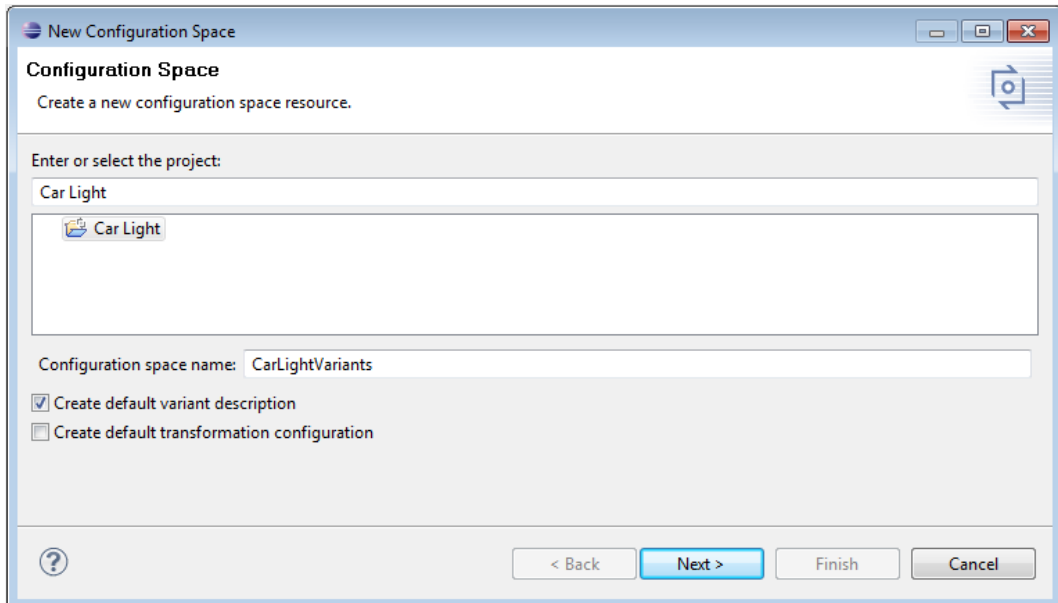 New Configuration Space
Configuration Space
Create a new configuration space resource.
Enter or select the project:
Car Light
Car Light
Configuration space name: CarLightVariants
Create default variant description
Create default transformation configuration
? < Back Next > Finish Cancel